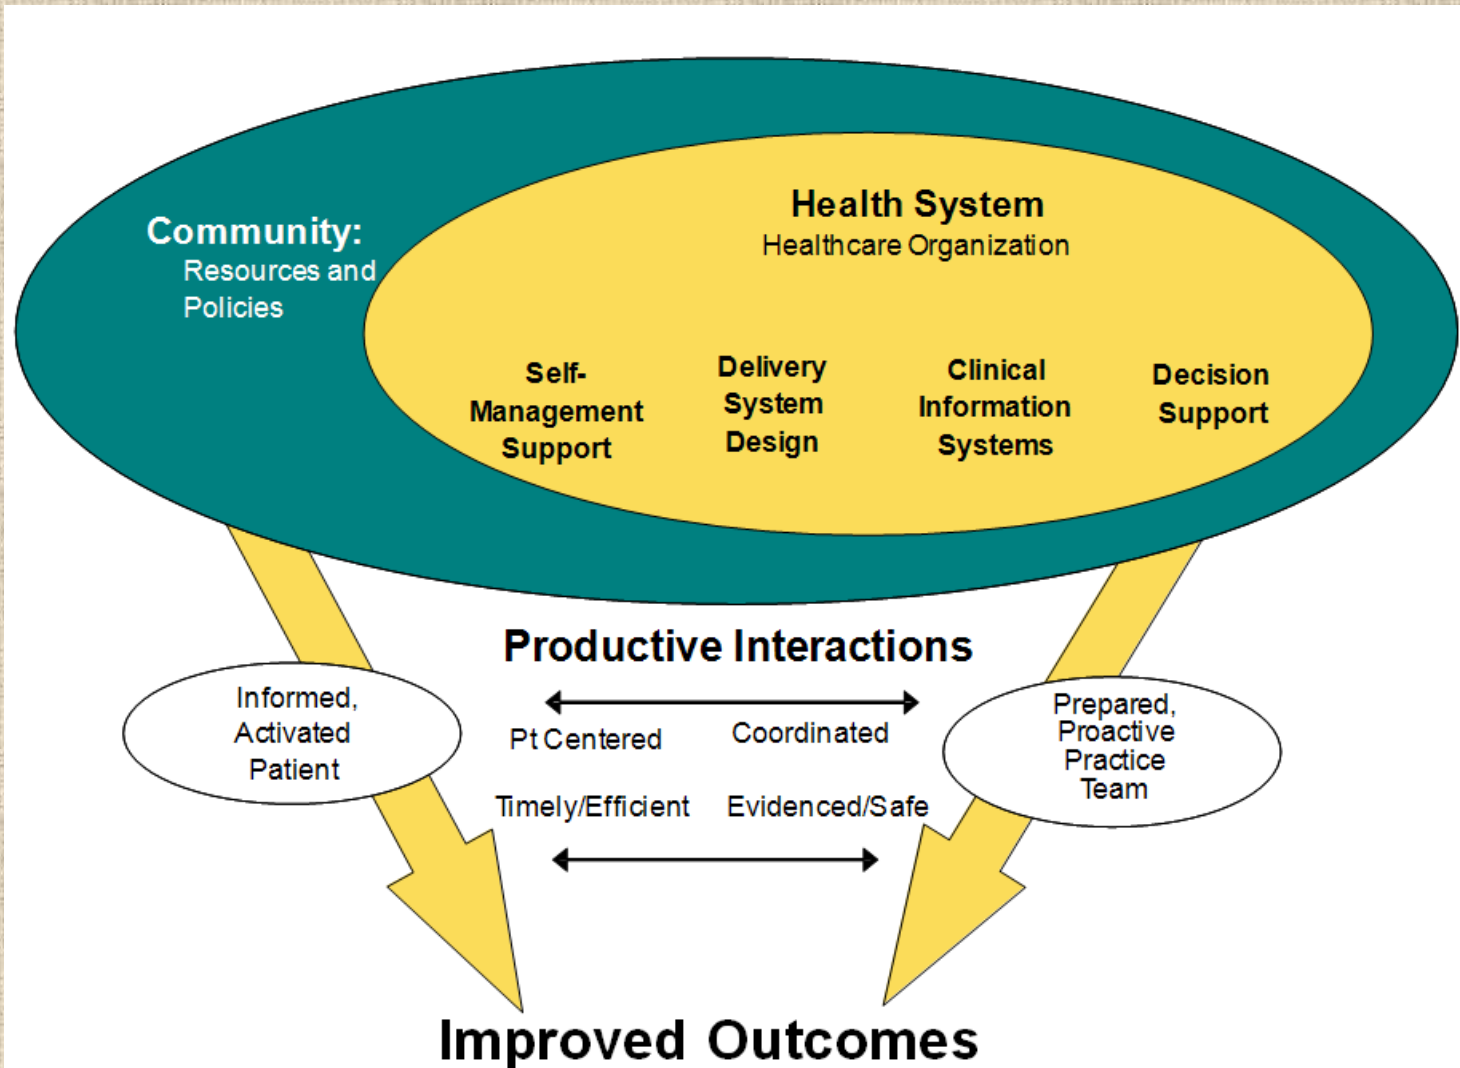 Community:
Resources and
Policies
Health System
Healthcare Organization
Self-
Management
Support
Delivery
System
Design
Clinical
Information
Systems
Decision
Support
Productive Interactions
Informed,
Activated
Patient
Pt Centered
Coordinated
Timely/Efficient
Evidenced/Safe
Prepared,
Proactive
Practice
Team
Improved Outcomes